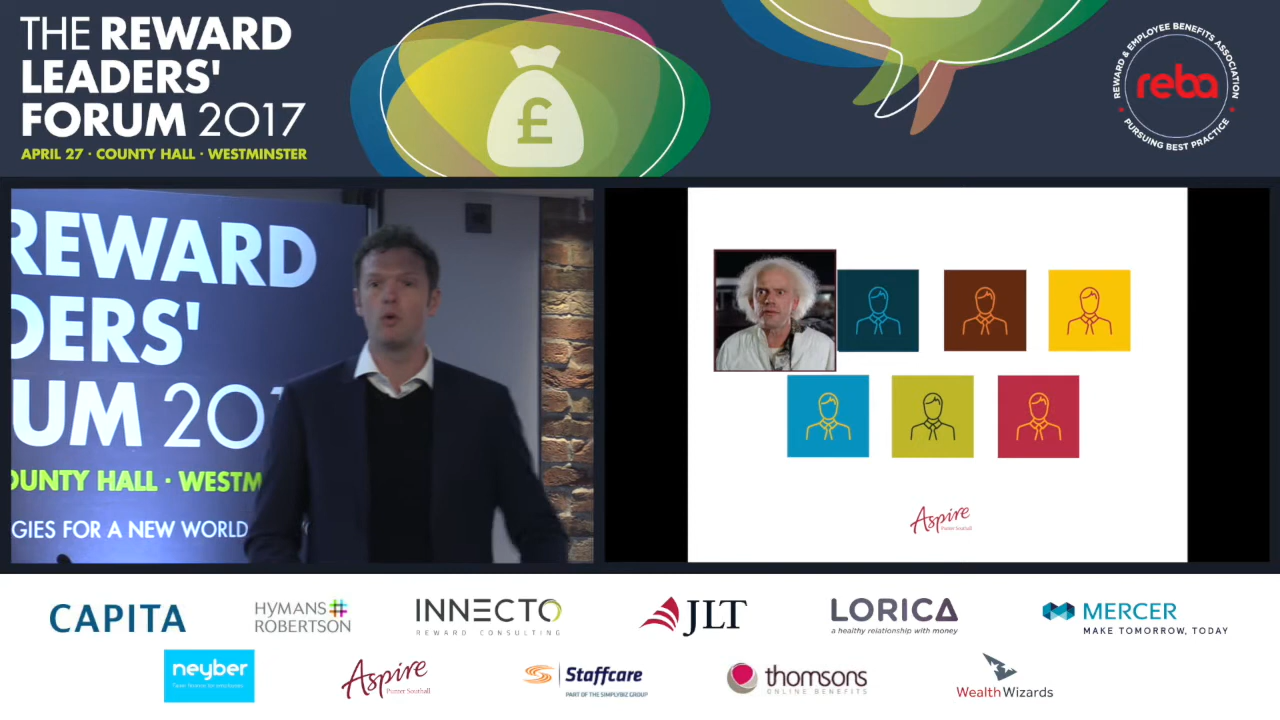 THE REWARD
LEADERS'
FORUM 2017
APRIL 27 · COUNTY HALL · WESTMINSTER
£
REWARD & EMPLOYEE BENEFITS ASSOCIATION
reba
PURSUING BEST PRACTICE
REWARD
DERS'
UM 201
OUNTY HALL · WESTM
GIES FOR A NEW WORLD
Aspire
CAPITA
HYMANS
ROBERTSON
INNECTO
REWARD CONSULTING
JLT
LORICA
a healthy relationship with money
MERCER
MAKE TOMORROW, TODAY
neyber
Aspire
Staffcare
PART OF THE SIMPLYBIZ GROUP
thomsons
ONLINE BENEFITS
WealthWizards